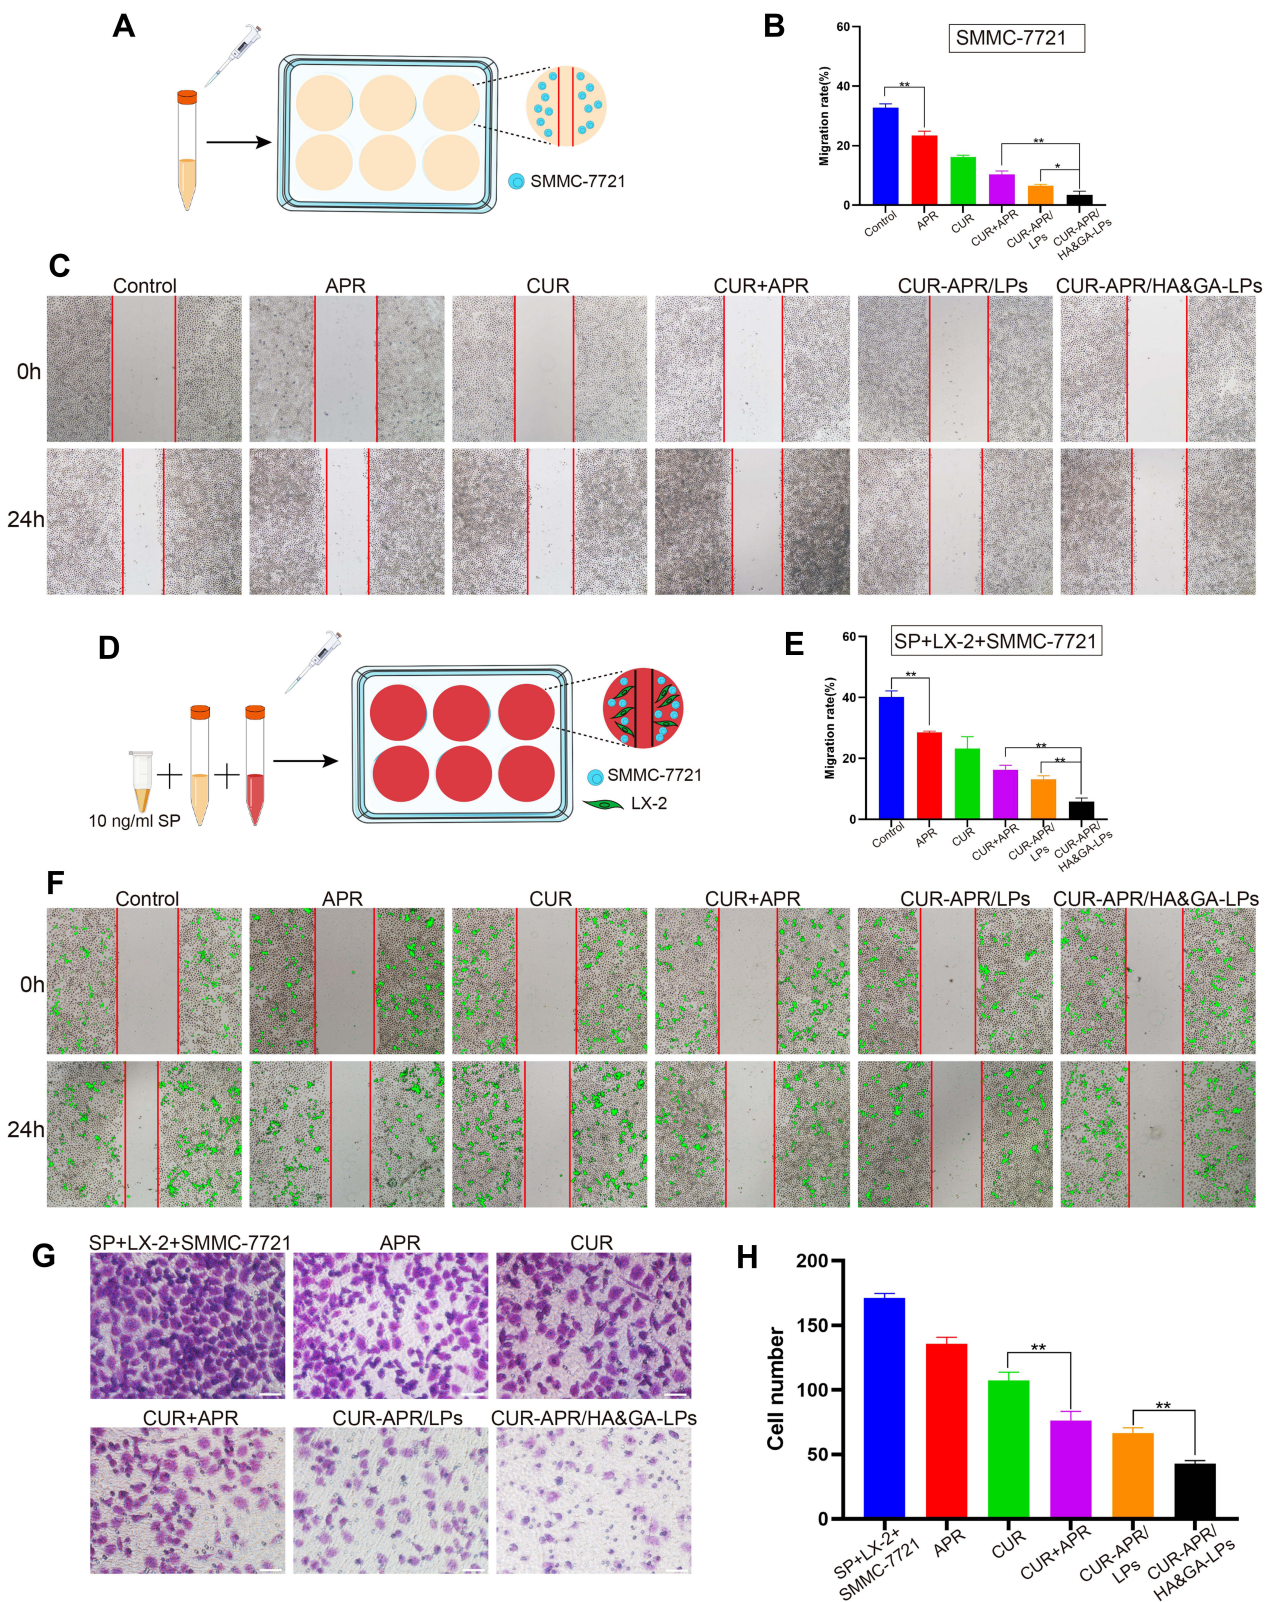 A
SMMC-7721
B
SMMC-7721
Migration rate(%)
60
40
20
0
**
**
*
Control
APR
CUR
CUR+APR
CUR-APR/
LPs
CUR-APR/
HA&GA-LPs
C
Control
APR
CUR
CUR+APR
CUR-APR/LPs
CUR-APR/HA&GA-LPs
0h
24h
D
10 ng/ml SP
SMMC-7721
LX-2
E
SP+LX-2+SMMC-7721
Migration rate(%)
60
40
20
0
**
**
**
Control
APR
CUR
CUR+APR
CUR-APR/
LPs
CUR-APR/
HA&GA-LPs
F
Control
APR
CUR
CUR+APR
CUR-APR/LPs
CUR-APR/HA&GA-LPs
0h
24h
G
SP+LX-2+SMMC-7721
APR
CUR
CUR+APR
CUR-APR/LPs
CUR-APR/HA&GA-LPs
H
Cell number
200
150
100
50
0
**
**
SP+LX-2+
SMMC-7721
APR
CUR
CUR+APR
CUR-APR/
LPs
CUR-APR/
HA&GA-LPs